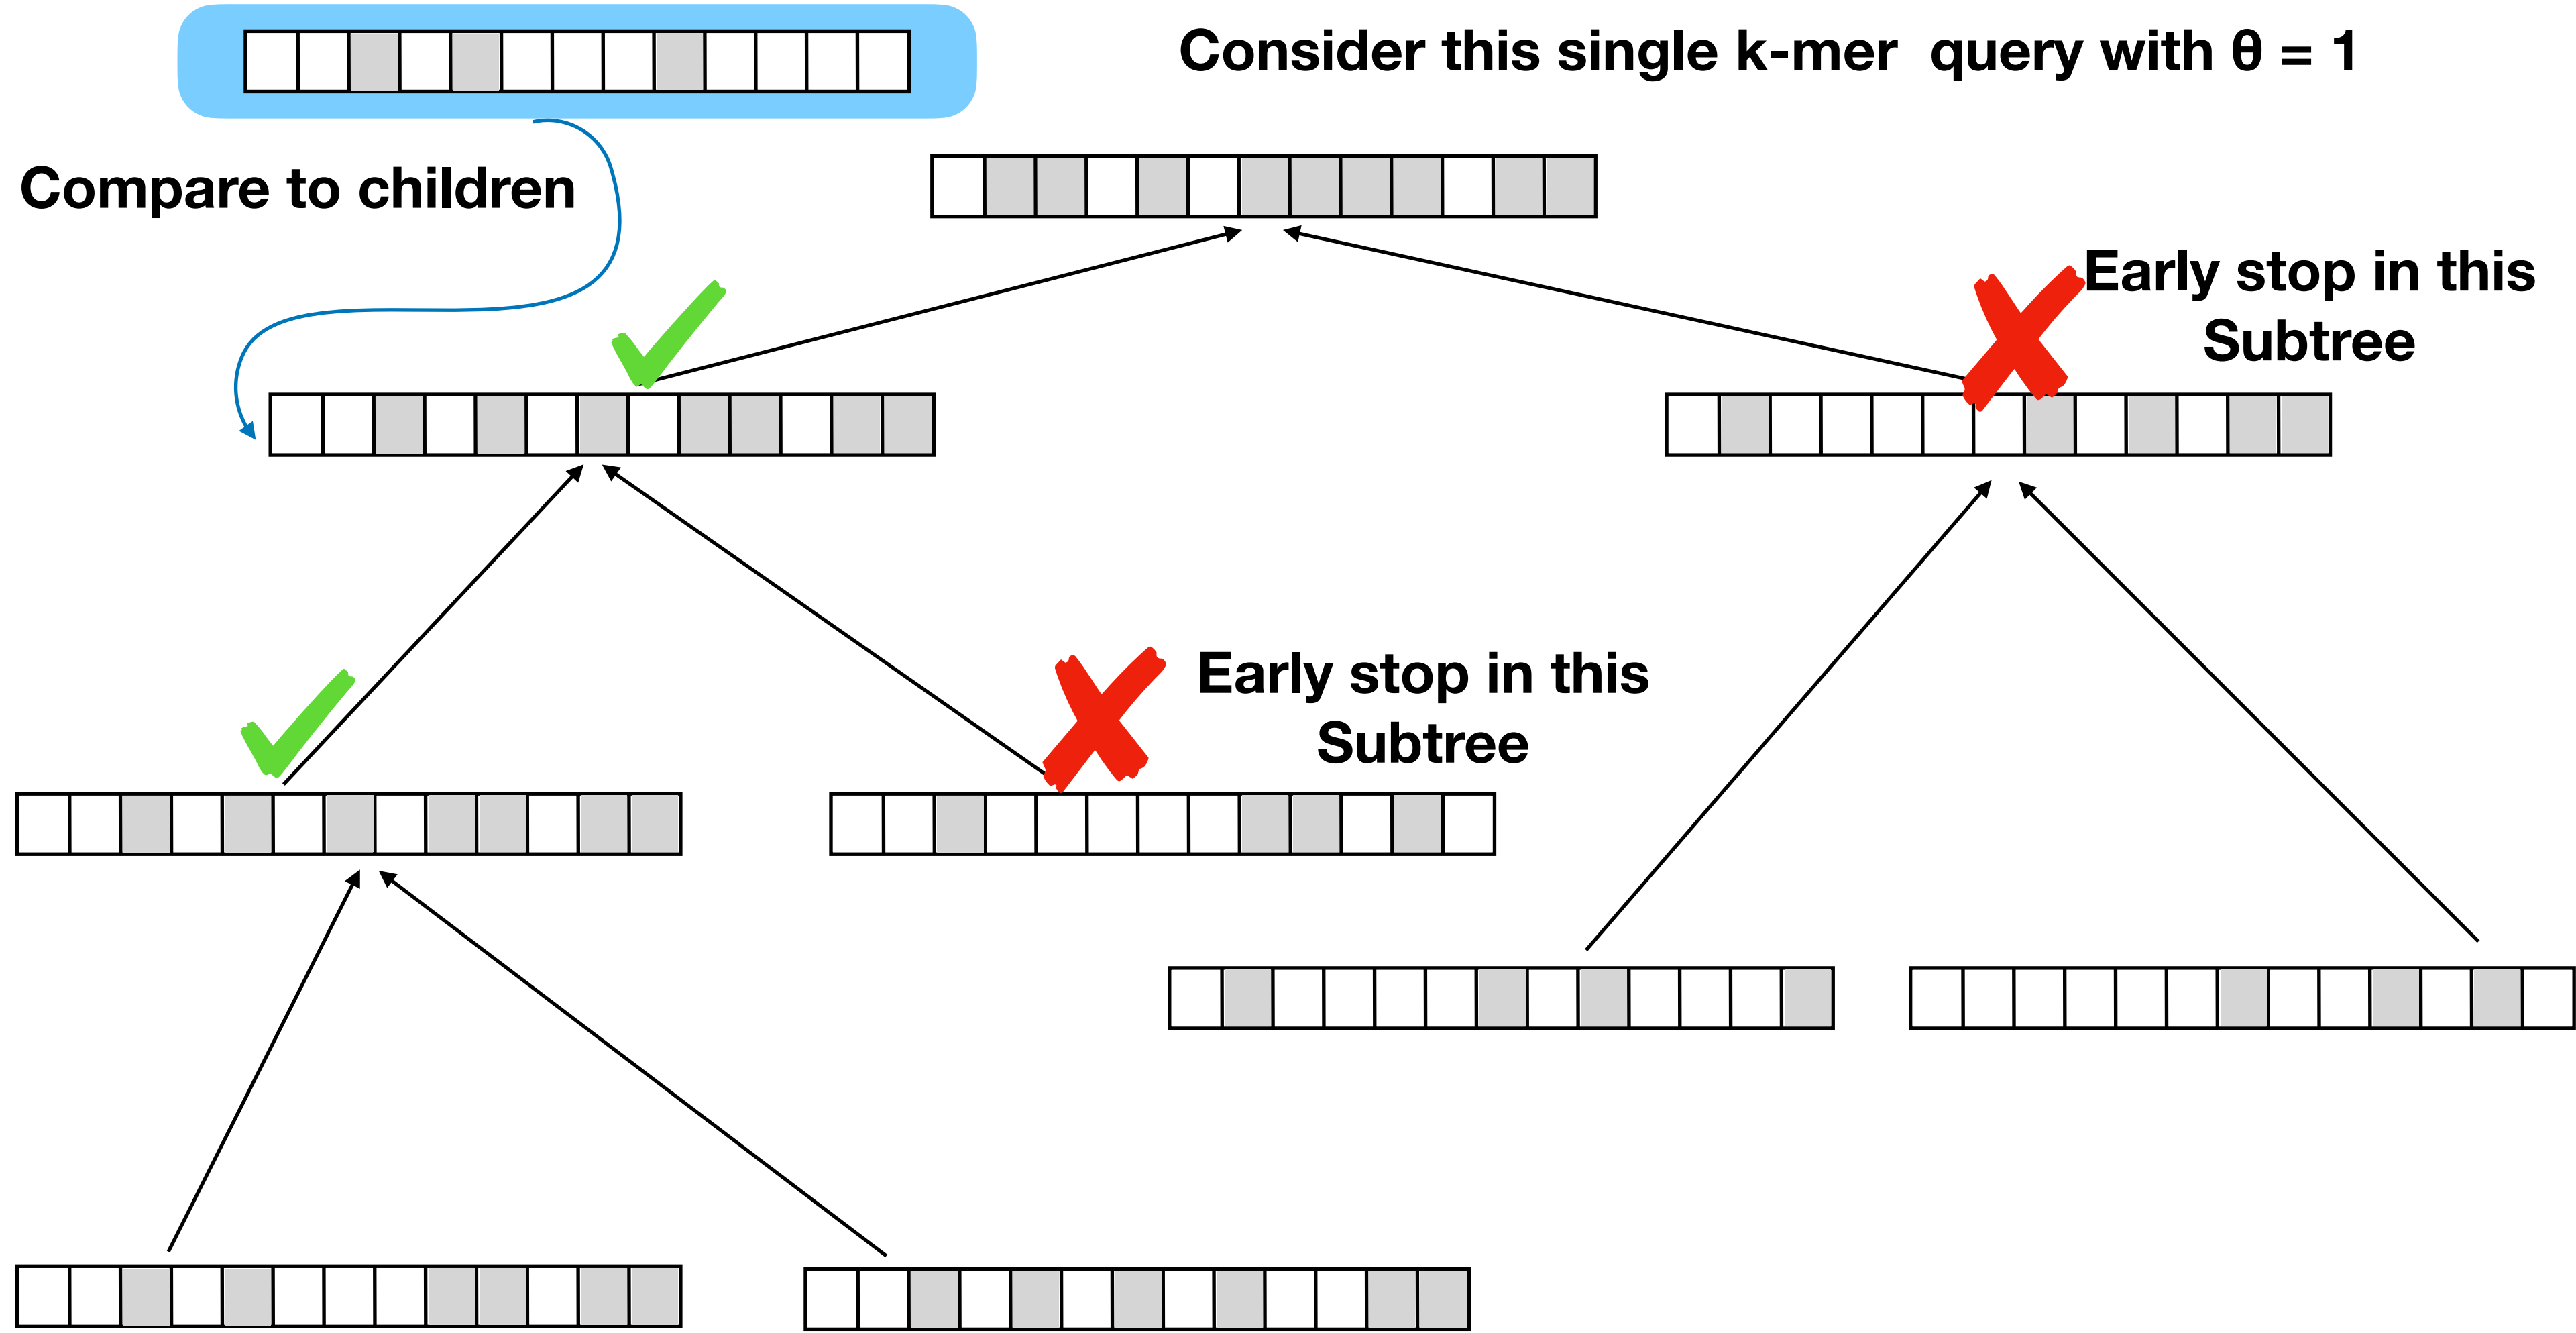 Consider this single k-mer query with θ = 1
Compare to children
Early stop in this
Subtree
Early stop in this
Subtree